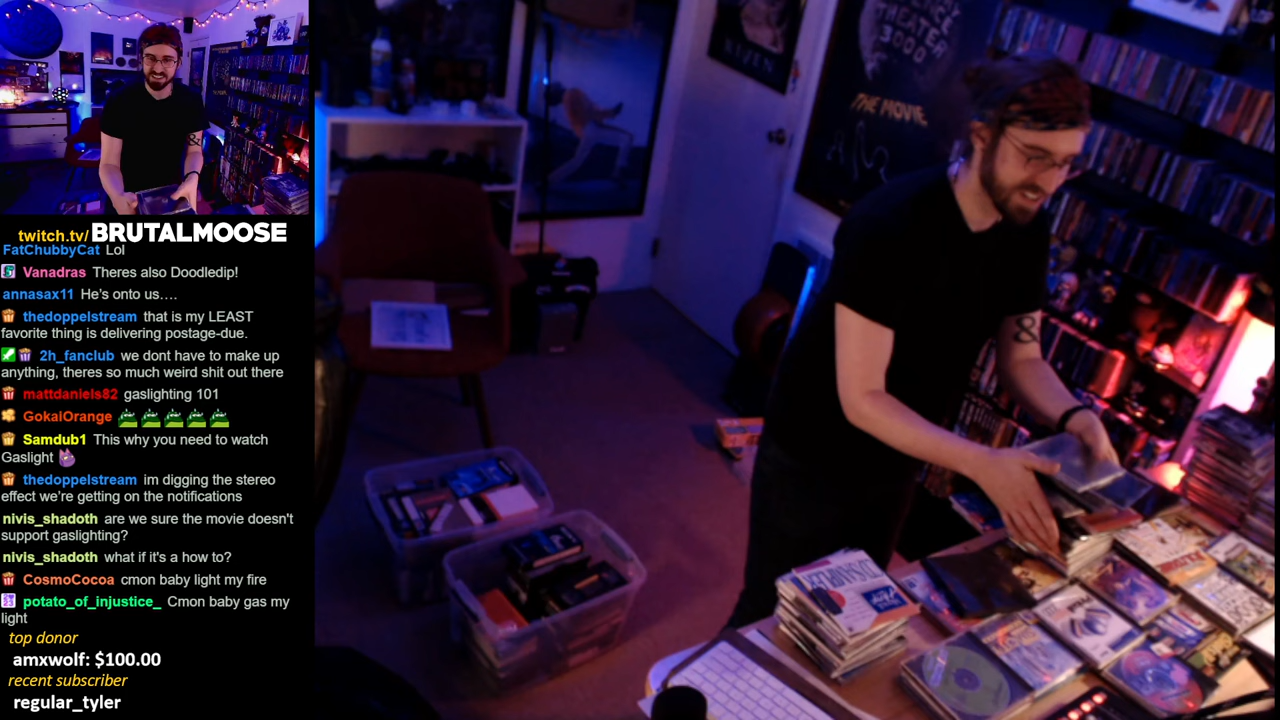 twitch.tv/BRUTALMOOSE
FatChubbyCat Lol
Vanadras Theres also Doodledip!
annasax11 He's onto us....
thedoppelstream that is my LEAST
favorite thing is delivering postage-due.
2h_fanclub we dont have to make up
anything, theres so much weird shit out there
mattdaniels82 gaslighting 101
GokalOrange
Samdub1 This why you need to watch
Gaslight
thedoppelstream im digging the stereo
effect we're getting on the notifications
nivis_shadoth are we sure the movie doesn't
support gaslighting?
nivis_shadoth what if it's a how to?
CosmoCocoa cmon baby light my fire
potato_of_injustice_ Cmon baby gas my
light
top donor
amxwolf: $100.00
recent subscriber
regular_tyler
THEATER
3000
THE MOVIE
&
&